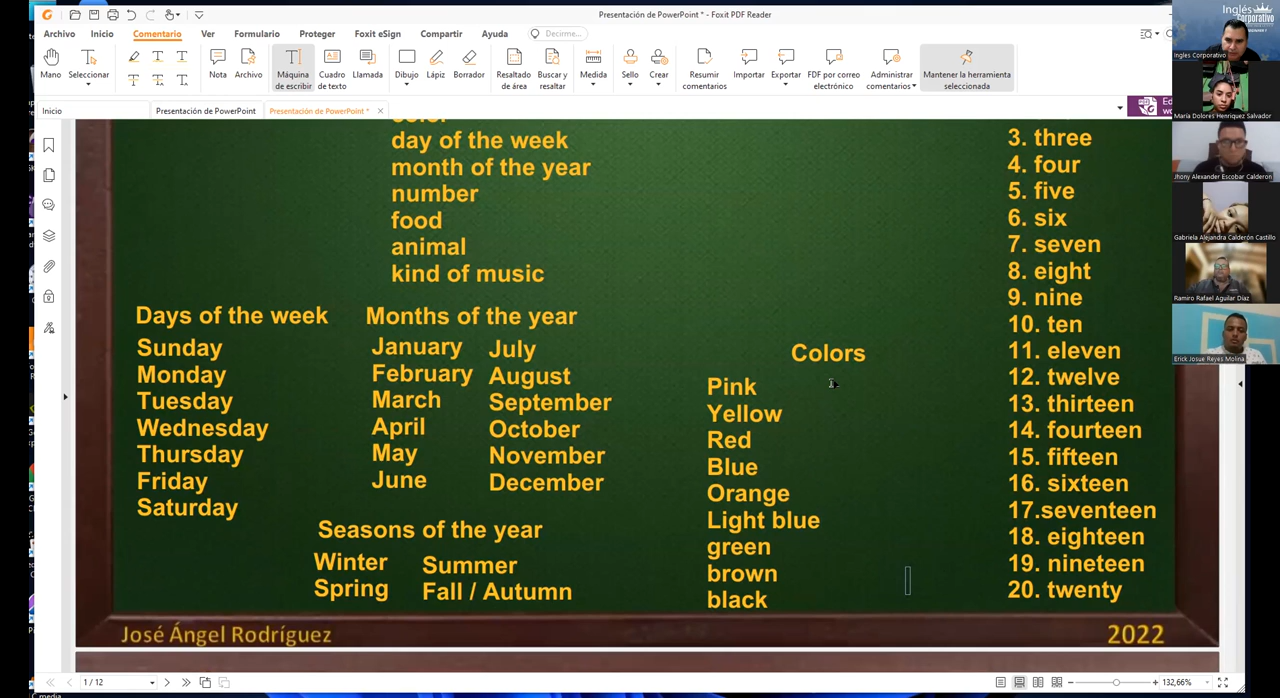 Presentación de PowerPoint * - Foxit PDF Reader
Archivo Inicio Comentario Ver Formulario Proteger Foxit eSign Compartir Ayuda Decirme...
Mano Seleccionar Nota Archivo Máquina de escribir Cuadro de texto Llamada Dibujo Lápiz Borrador Resaltado de área Buscar y resaltar Medida Sello Crear Resumir comentarios Importar Exportar FDF por correo electrónico Administrar comentarios Mantener la herramienta seleccionada
Inicio Presentación de PowerPoint Presentación de PowerPoint *
color
day of the week
month of the year
number
food
animal
kind of music
Days of the week
Sunday
Monday
Tuesday
Wednesday
Thursday
Friday
Saturday
Months of the year
January
February
March
April
May
June
July
August
September
October
November
December
Seasons of the year
Winter
Spring
Summer
Fall / Autumn
Colors
Pink
Yellow
Red
Blue
Orange
Light blue
green
brown
black
3. three
4. four
5. five
6. six
7. seven
8. eight
9. nine
10. ten
11. eleven
12. twelve
13. thirteen
14. fourteen
15. fifteen
16. sixteen
17.seventeen
18. eighteen
19. nineteen
20. twenty
José Ángel Rodríguez
2022
Inglés
Corporativo
Ingles Corporativo
María Dolores Henriquez Salvador
Jhony Alexander Escobar Calderon
Gabriela Alejandra Calderón Castillo
Ramiro Rafael Aguilar Diaz
Erick Josue Reyes Molina
1 / 12
132,66%